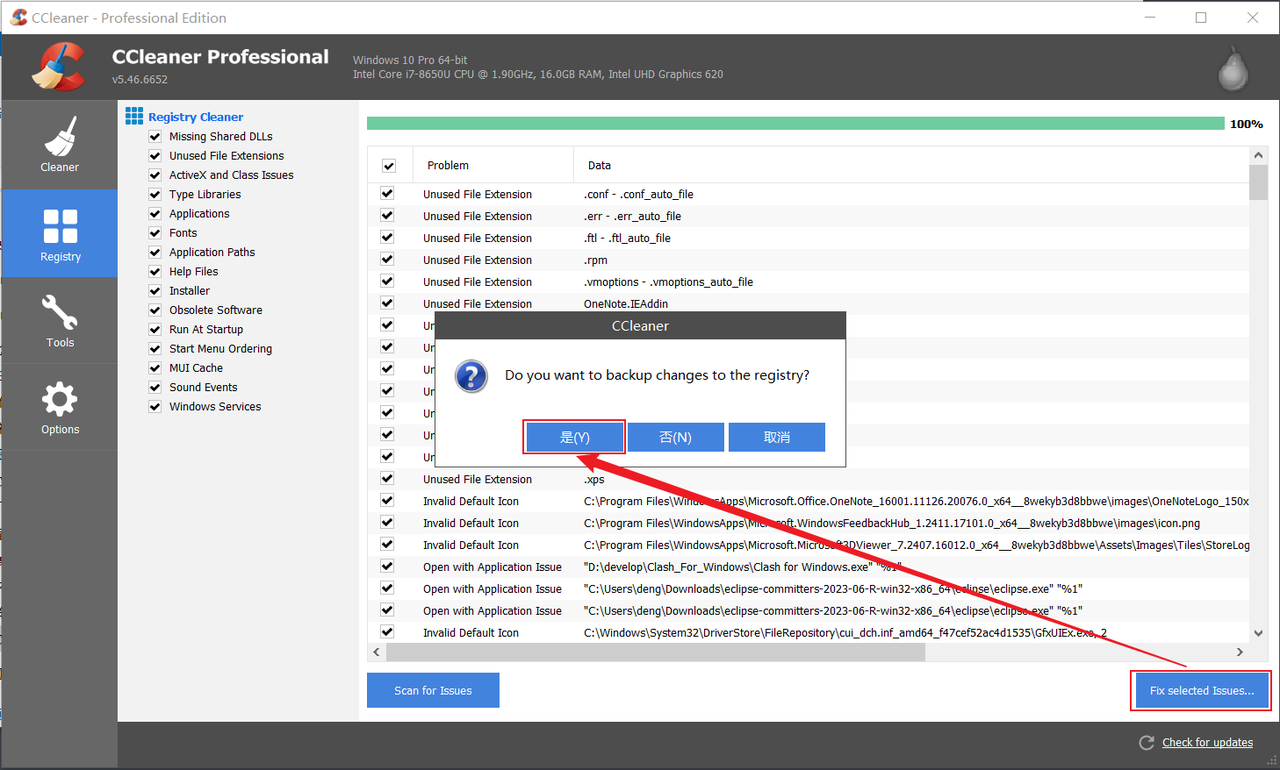 CCleaner - Professional Edition
CCleaner Professional
v5.46.6652
Windows 10 Pro 64-bit
Intel Core i7-8650U CPU @ 1.90GHz, 16.0GB RAM, Intel UHD Graphics 620
Cleaner
Registry
Tools
Options
Registry Cleaner
Missing Shared DLLs
Unused File Extensions
ActiveX and Class Issues
Type Libraries
Applications
Fonts
Application Paths
Help Files
Installer
Obsolete Software
Run At Startup
Start Menu Ordering
MUI Cache
Sound Events
Windows Services
100%
Problem Data
Unused File Extension .conf - .conf_auto_file
Unused File Extension .err - .err_auto_file
Unused File Extension .ftl - .ftl_auto_file
Unused File Extension .rpm
Unused File Extension .vmoptions - .vmoptions_auto_file
Unused File Extension OneNote.IEAddin
Un
Un
Un
Un
Un
Un
Un
CCleaner
Do you want to backup changes to the registry?
是(Y) 否(N) 取消
Unused File Extension .xps
Invalid Default Icon C:\Program Files\WindowsApps\Microsoft.Office.OneNote_16001.11126.20076.0_x64__8wekyb3d8bbwe\images\OneNoteLogo_150x
Invalid Default Icon C:\Program Files\WindowsApps\Microsoft.WindowsFeedbackHub_1.2411.17101.0_x64__8wekyb3d8bbwe\images\icon.png
Invalid Default Icon C:\Program Files\WindowsApps\Microsoft.Microsoft3DViewer_7.2407.16012.0_x64__8wekyb3d8bbwe\Assets\Images\Tiles\StoreLog
Open with Application Issue "D:\develop\Clash_For_Windows\Clash for Windows.exe" "%1"
Open with Application Issue "C:\Users\deng\Downloads\eclipse-committers-2023-06-R-win32-x86_64\eclipse\eclipse.exe" "%1"
Open with Application Issue "C:\Users\deng\Downloads\eclipse-committers-2023-06-R-win32-x86_64\eclipse\eclipse.exe" "%1"
Invalid Default Icon C:\Windows\System32\DriverStore\FileRepository\cui_dch.inf_amd64_f47cef52ac4d1535\GfxUIEx.exe, 2
Scan for Issues
Fix selected Issues...
Check for updates